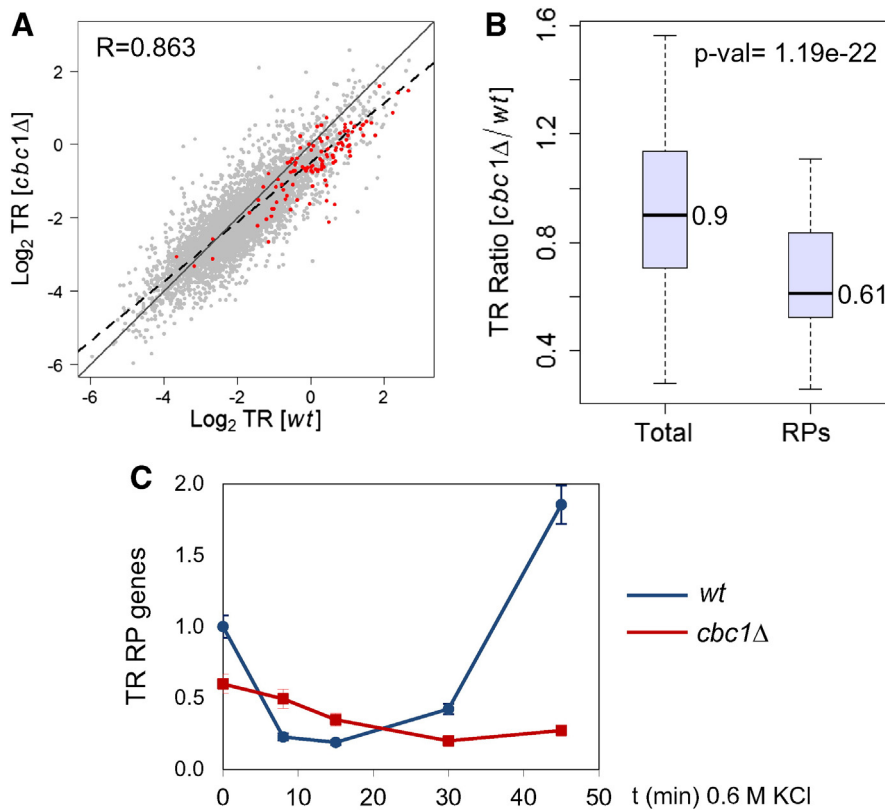 A
R=0.863
Log2 TR [cbc1Δ]
2
0
-2
-4
-6
-6 -4 -2 0 2
Log2 TR [wt]
B
p-val= 1.19e-22
TR Ratio [cbc1Δ/wt]
1.6
1.2
0.8
0.4
0.9
0.61
Total RPs
C
TR RP genes
2.0
1.5
1.0
0.5
0.0
0 10 20 30 40 50
t (min) 0.6 M KCl
wt
cbc1Δ